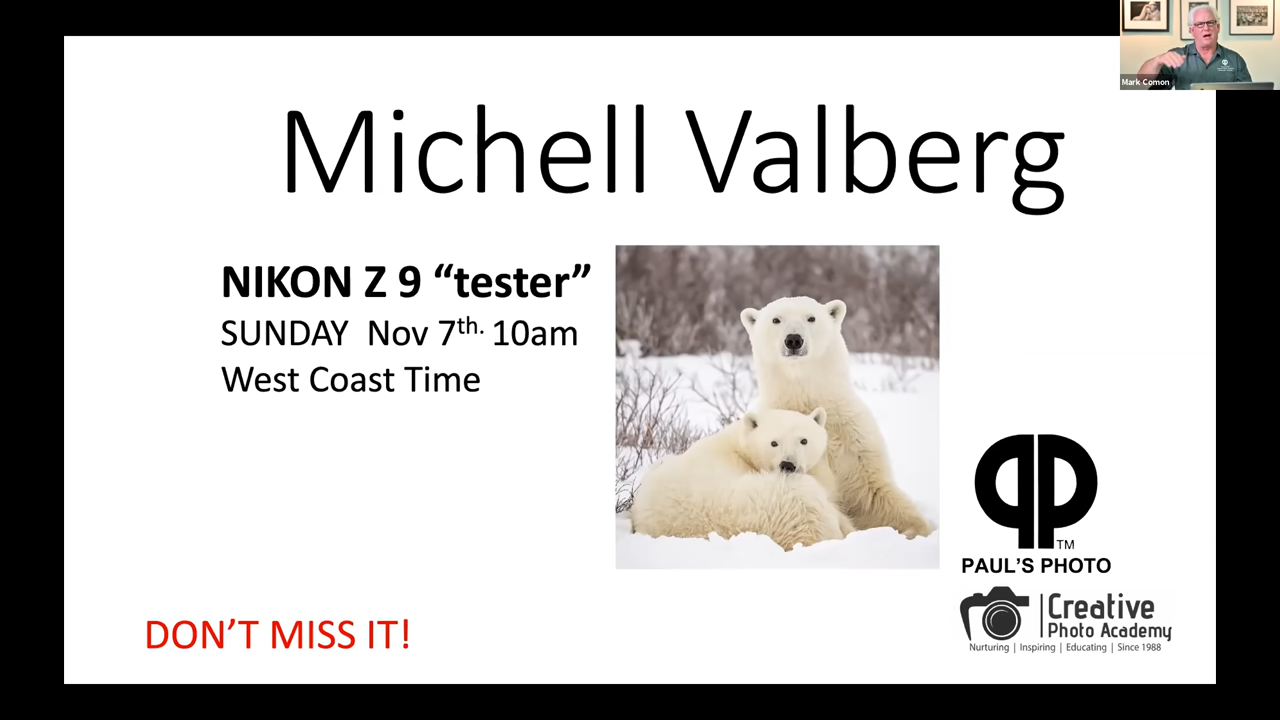 Mark Comon
Michell Valberg
NIKON Z 9 “tester”
SUNDAY Nov 7th. 10am
West Coast Time
TM
PAUL’S PHOTO
Creative
Photo Academy
Nurturing | Inspiring | Educating | Since 1988
DON’T MISS IT!